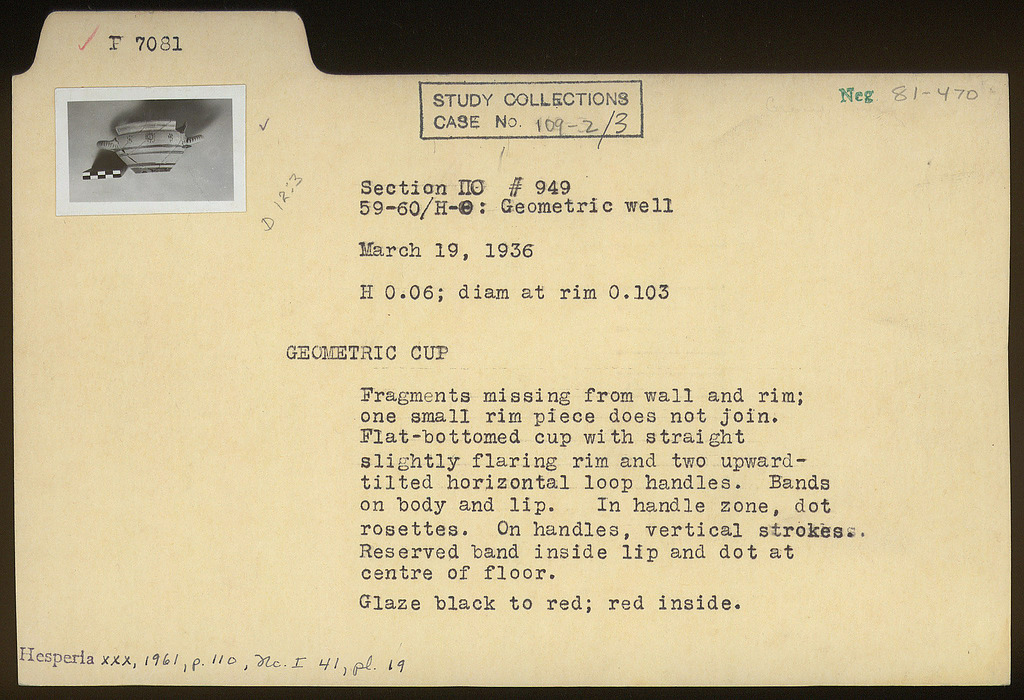 ✓ P 7081
STUDY COLLECTIONS
CASE No. 109-2/3
Neg 81-470
D 12:3
Section ΠΘ # 949
59-60/Η-Θ: Geometric well
March 19, 1936
H 0.06; diam at rim 0.103
GEOMETRIC CUP
Fragments missing from wall and rim;
one small rim piece does not join.
Flat-bottomed cup with straight
slightly flaring rim and two upward-
tilted horizontal loop handles. Bands
on body and lip. In handle zone, dot
rosettes. On handles, vertical strokes.
Reserved band inside lip and dot at
centre of floor.
Glaze black to red; red inside.
Hesperia xxx, 1961, p. 110, No. I 41, pl. 19